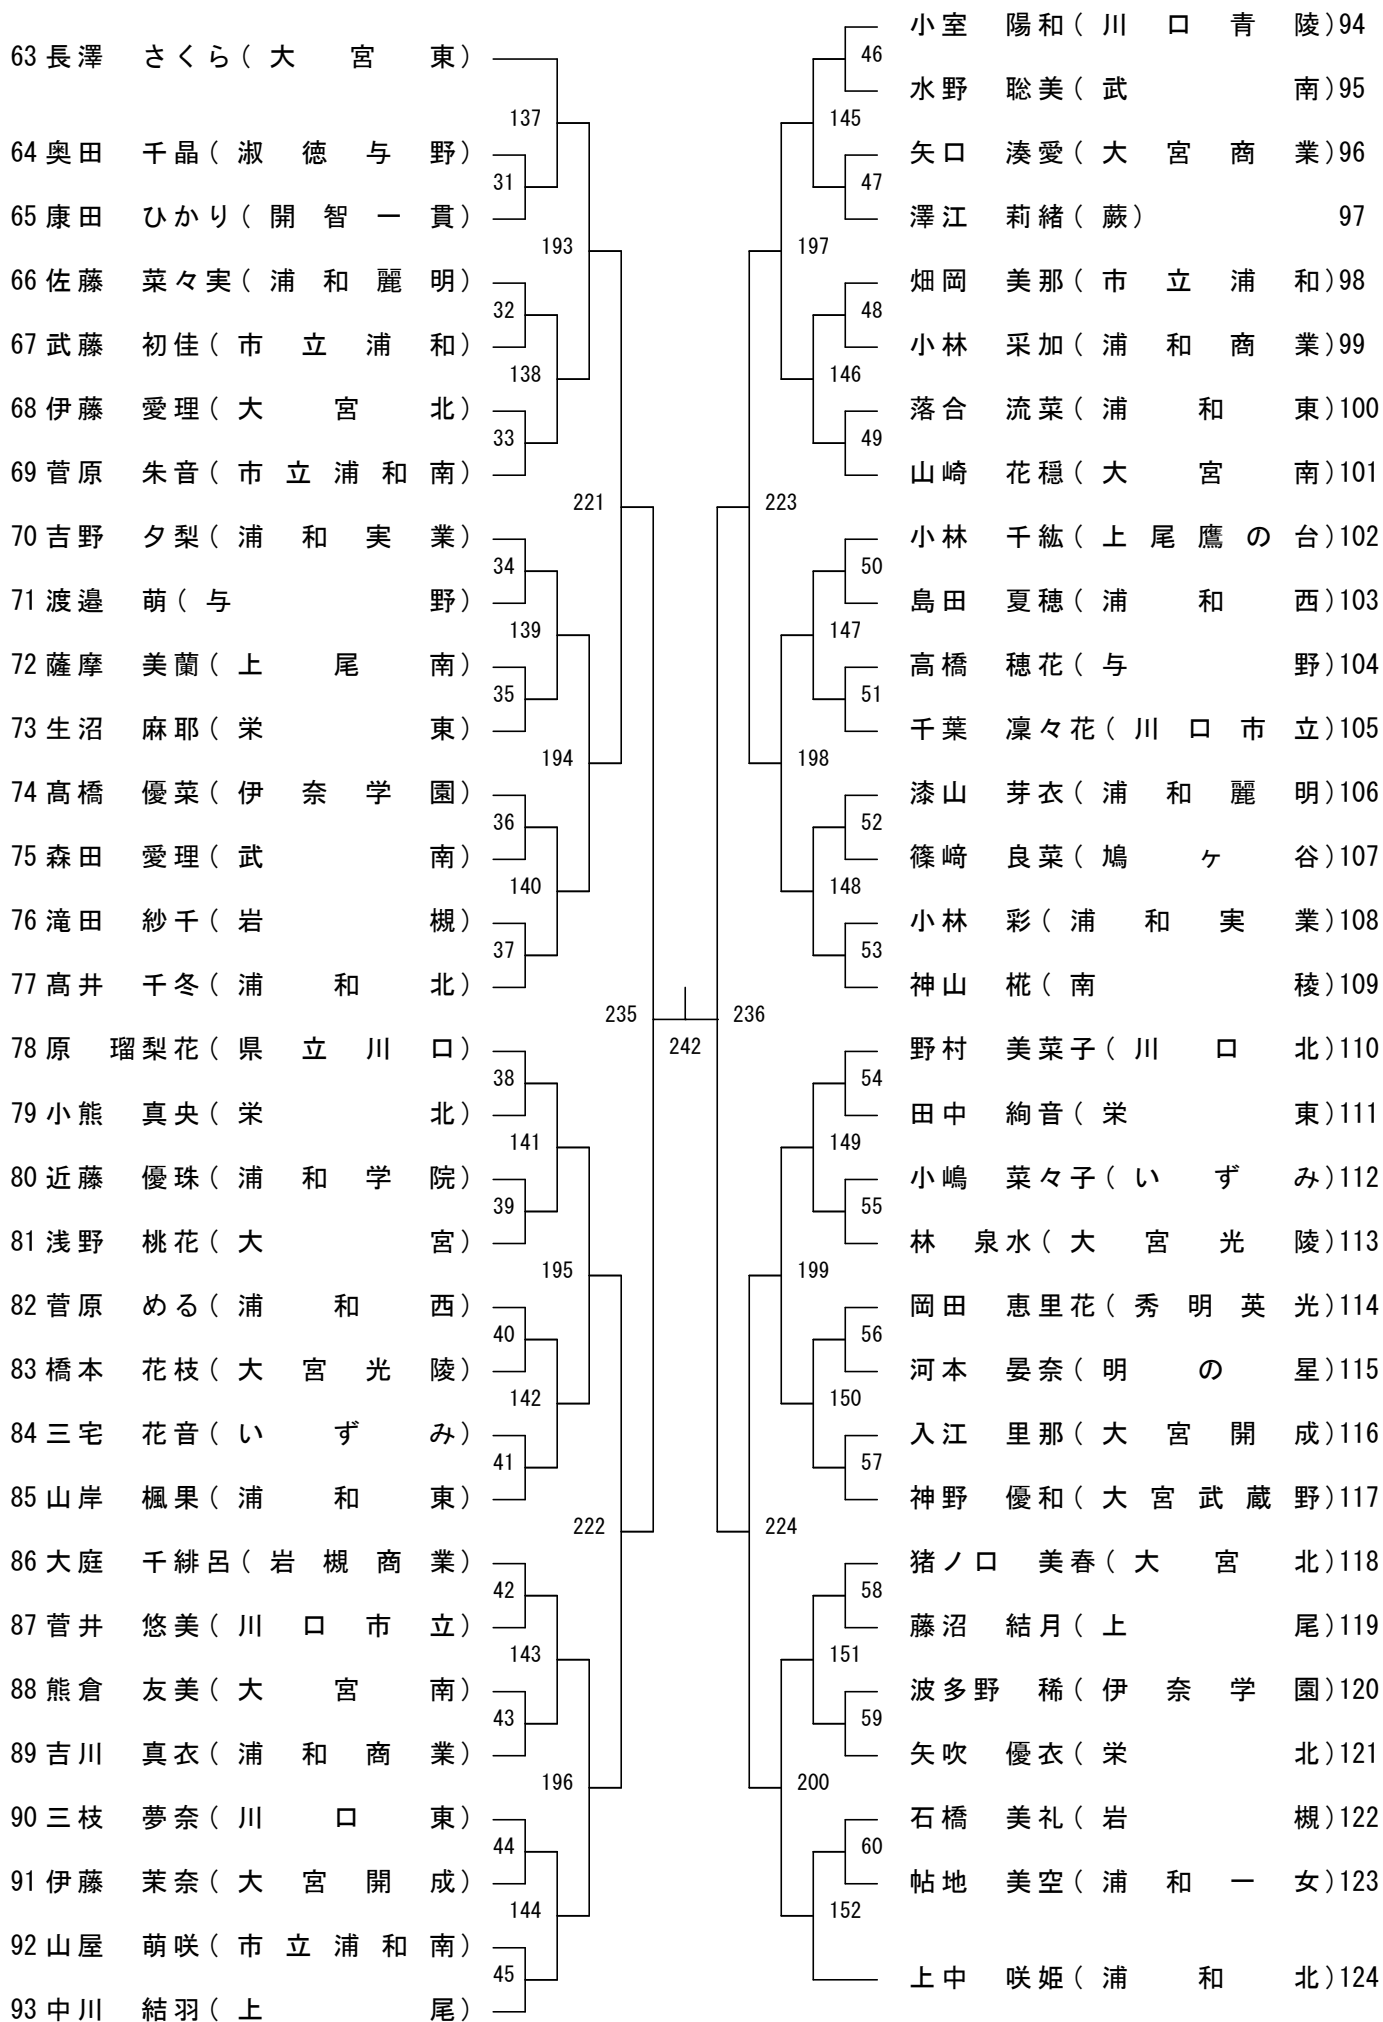 63 長澤 さくら(大宮東)
137
64 奥田 千晶(淑徳与野)
31
65 康田 ひかり(開智一貫)
193
66 佐藤 菜々実(浦和麗明)
32
67 武藤 初佳(市立浦和)
138
68 伊藤 愛理(大宮北)
33
69 菅原 朱音(市立浦和南)
221
70 吉野 夕梨(浦和実業)
34
71 渡邉 萌(与野)
139
72 薩摩 美蘭(上尾南)
35
73 生沼 麻耶(栄東)
194
74 髙橋 優菜(伊奈学園)
36
75 森田 愛理(武南)
140
76 滝田 紗千(岩槻)
37
77 髙井 千冬(浦和北)
235
78 原 瑠梨花(県立川口)
38
79 小熊 真央(栄北)
141
80 近藤 優珠(浦和学院)
39
81 浅野 桃花(大宮)
195
82 菅原 める(浦和西)
40
83 橋本 花枝(大宮光陵)
142
84 三宅 花音(いずみ)
41
85 山岸 楓果(浦和東)
222
86 大庭 千緋呂(岩槻商業)
42
87 菅井 悠美(川口市立)
143
88 熊倉 友美(大宮南)
43
89 吉川 真衣(浦和商業)
196
90 三枝 夢奈(川口東)
44
91 伊藤 茉奈(大宮開成)
144
92 山屋 萌咲(市立浦和南)
45
93 中川 結羽(上尾)
242
小室 陽和(川口青陵)94
46
水野 聡美(武南)95
145
矢口 湊愛(大宮商業)96
47
澤江 莉緒(蕨) 97
197
畑岡 美那(市立浦和)98
48
小林 采加(浦和商業)99
146
落合 流菜(浦和東)100
49
山崎 花穏(大宮南)101
223
小林 千紘(上尾鷹の台)102
50
島田 夏穂(浦和西)103
147
高橋 穂花(与野)104
51
千葉 凜々花(川口市立)105
198
漆山 芽衣(浦和麗明)106
52
篠﨑 良菜(鳩ヶ谷)107
148
小林 彩(浦和実業)108
53
神山 椛(南稜)109
236
野村 美菜子(川口北)110
54
田中 絢音(栄東)111
149
小嶋 菜々子(いずみ)112
55
林 泉水(大宮光陵)113
199
岡田 恵里花(秀明英光)114
56
河本 晏奈(明の星)115
150
入江 里那(大宮開成)116
57
神野 優和(大宮武蔵野)117
224
猪ノ口 美春(大宮北)118
58
藤沼 結月(上尾)119
151
波多野 稀(伊奈学園)120
59
矢吹 優衣(栄北)121
200
石橋 美礼(岩槻)122
60
帖地 美空(浦和一女)123
152
上中 咲姫(浦和北)124